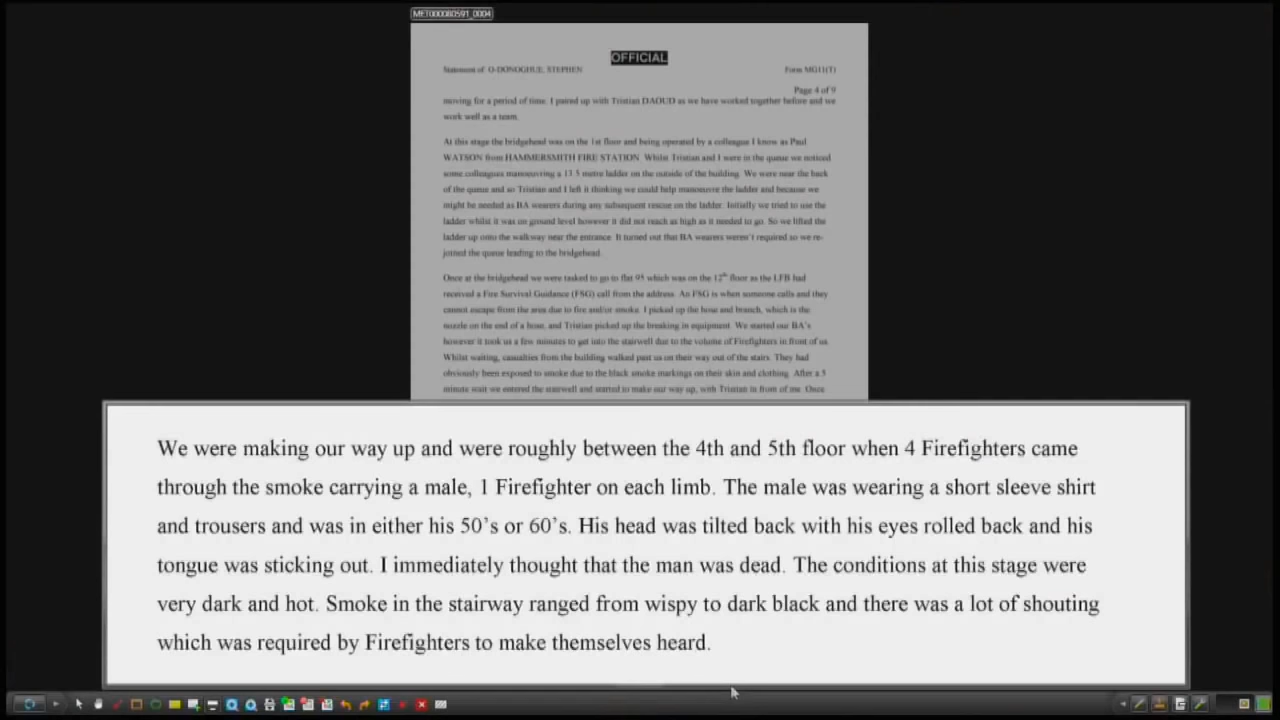 MET000080591_0004
OFFICIAL
Statement of O-DONOGHUE, STEPHEN Form MG11(T)
Page 4 of 9
moving for a period of time. I paired up with Tristian DAOUD as we have worked together before and we
work well as a team.
At this stage the bridgehead was on the 1st floor and being operated by a colleague I know as Paul
WATSON from HAMMERSMITH FIRE STATION. Whilst Tristian and I were in the queue we noticed
some colleagues manoeuvring a 13.5 metre ladder on the outside of the building. We were near the back
of the queue and so Tristian and I left it thinking we could help manoeuvre the ladder and because we
might be needed as BA wearers during any subsequent rescue on the ladder. Initially we tried to use the
ladder whilst it was on ground level however it did not reach as high as it needed to go. So we lifted the
ladder up onto the walkway near the entrance. It turned out that BA wearers weren't required so we re-
joined the queue leading to the bridgehead.
Once at the bridgehead we were tasked to go to flat 95 which was on the 12th floor as the LFB had
received a Fire Survival Guidance (FSG) call from the address. An FSG is when someone calls and they
cannot escape from the area due to fire and/or smoke. I picked up the hose and branch, which is the
nozzle on the end of a hose, and Tristian picked up the breaking in equipment. We started our BA's
however it took us a few minutes to get into the stairwell due to the volume of Firefighters in front of us.
Whilst waiting, casualties from the building walked past us on their way out of the stairs. They had
obviously been exposed to smoke due to the black smoke markings on their skin and clothing. After a 5
minute wait we entered the stairwell and started to make our way up, with Tristian in front of me. Once
We were making our way up and were roughly between the 4th and 5th floor when 4 Firefighters came
through the smoke carrying a male, 1 Firefighter on each limb. The male was wearing a short sleeve shirt
and trousers and was in either his 50's or 60's. His head was tilted back with his eyes rolled back and his
tongue was sticking out. I immediately thought that the man was dead. The conditions at this stage were
very dark and hot. Smoke in the stairway ranged from wispy to dark black and there was a lot of shouting
which was required by Firefighters to make themselves heard.